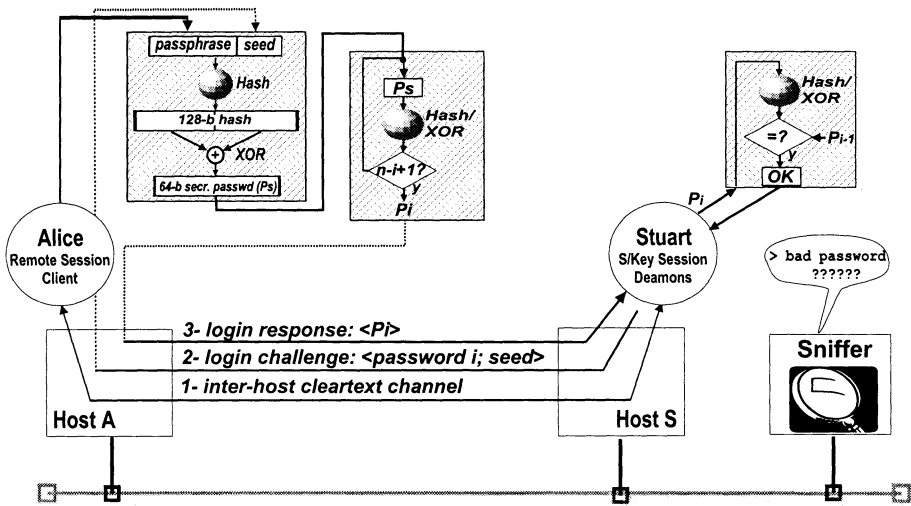 passphrase seed
Hash
128-b hash
+ XOR
64-b secr. passwd (Ps)
Ps
Hash/
XOR
n-i+1?
y
Pi
Hash/
XOR
=?
Pi-1
y
OK
Pi
Alice
Remote Session
Client
Stuart
S/Key Session
Deamons
> bad password
??????
3- login response: <Pi>
2- login challenge: <password i; seed>
1- inter-host cleartext channel
Host A
Host S
Sniffer